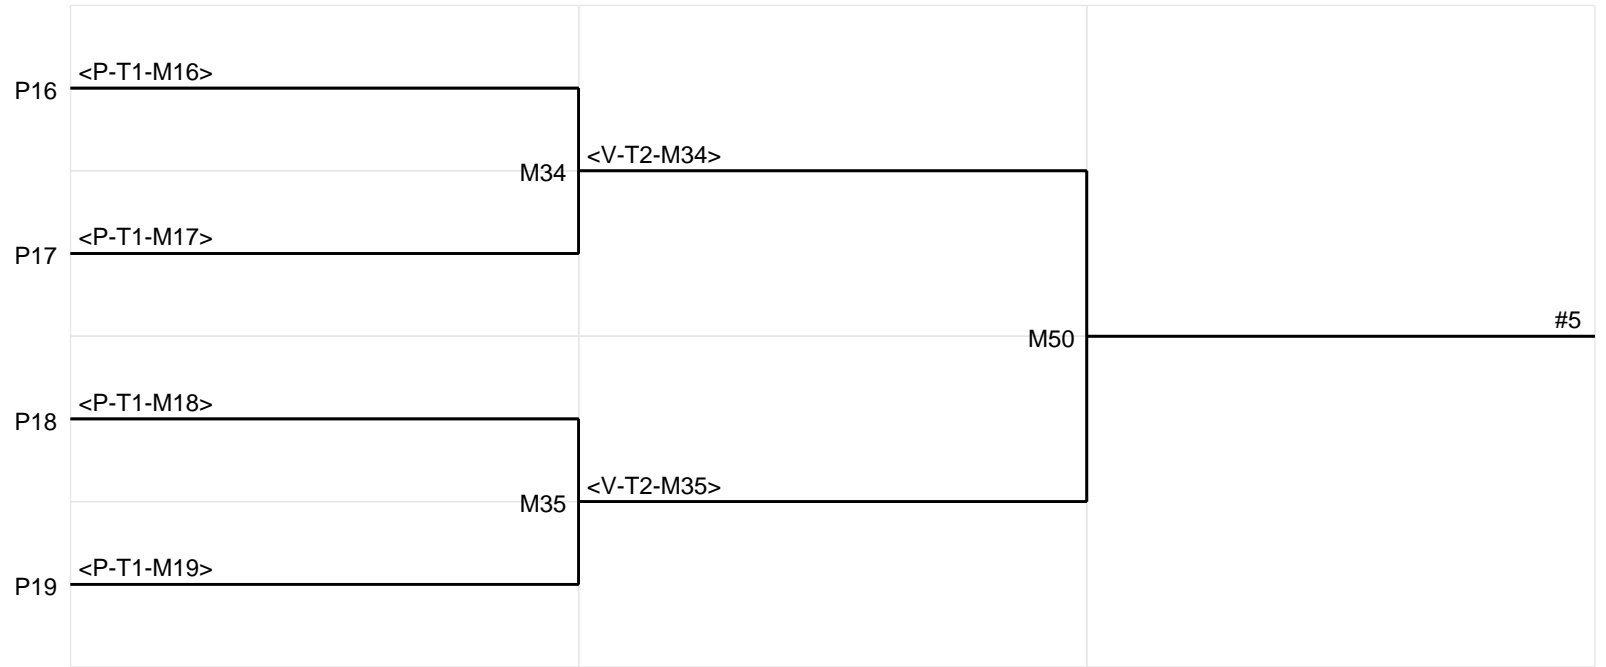 <P-T1-M16>
P16
<V-T2-M34>
M34
<P-T1-M17>
P17
#5
M50
<P-T1-M18>
P18
<V-T2-M35>
M35
<P-T1-M19>
P19